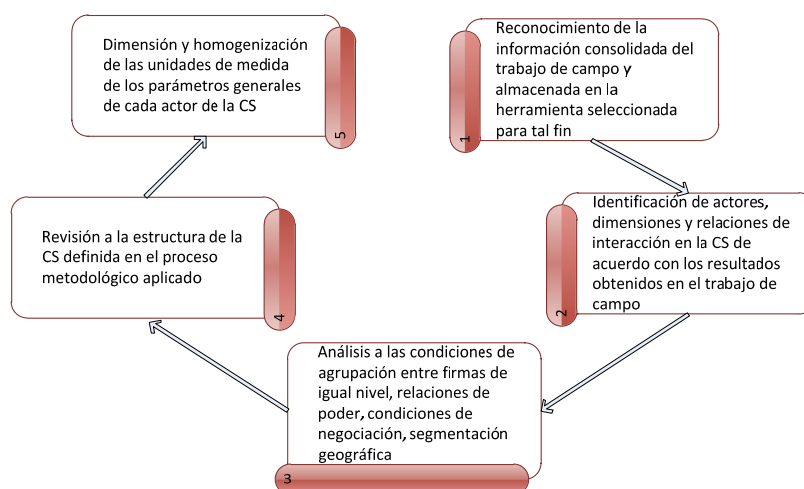 Reconocimiento de la
información consolidada del
trabajo de campo y
almacenada en la
herramienta seleccionada
para tal fin
1
Identificación de actores,
dimensiones y relaciones de
interacción en la CS de
acuerdo con los resultados
obtenidos en el trabajo de
campo
2
Análisis a las condiciones de
agrupación entre firmas de
igual nivel, relaciones de
poder, condiciones de
negociación, segmentación
geográfica
3
Revisión a la estructura de la
CS definida en el proceso
metodológico aplicado
4
Dimensión y homogenización
de las unidades de medida
de los parámetros generales
de cada actor de la CS
5